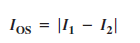 I_OS = |I_1 − I_2|